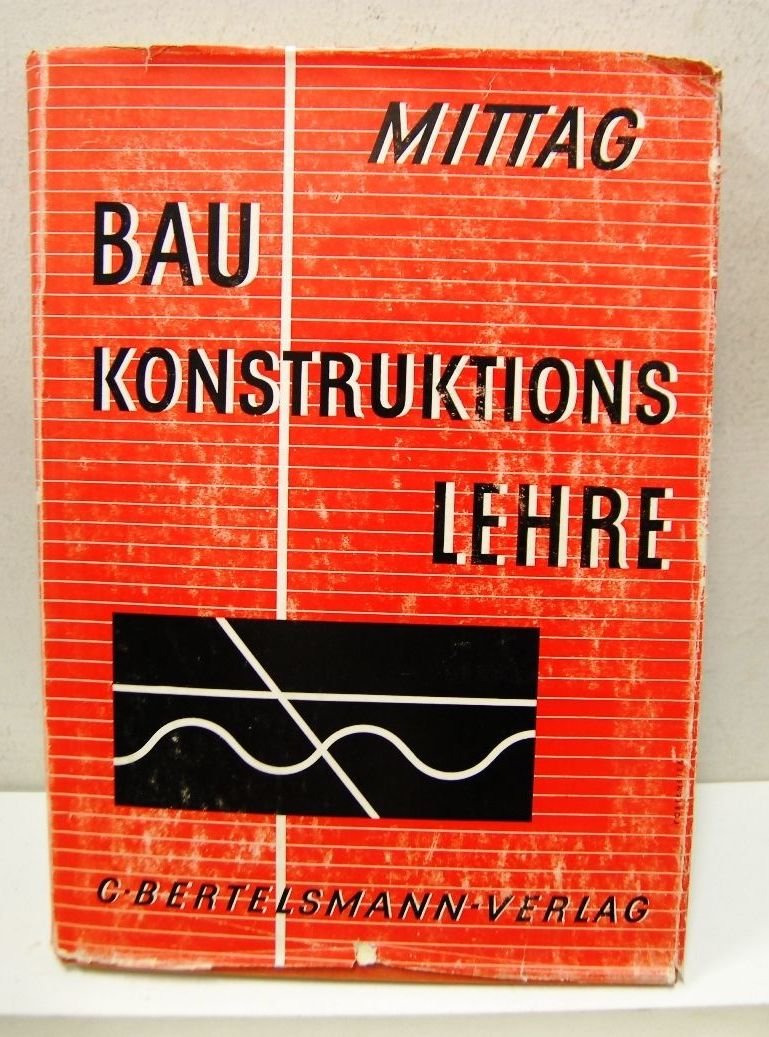 MITTAG
BAU
KONSTRUKTIONS
LEHRE
C·BERTELSMANN-VERLAG